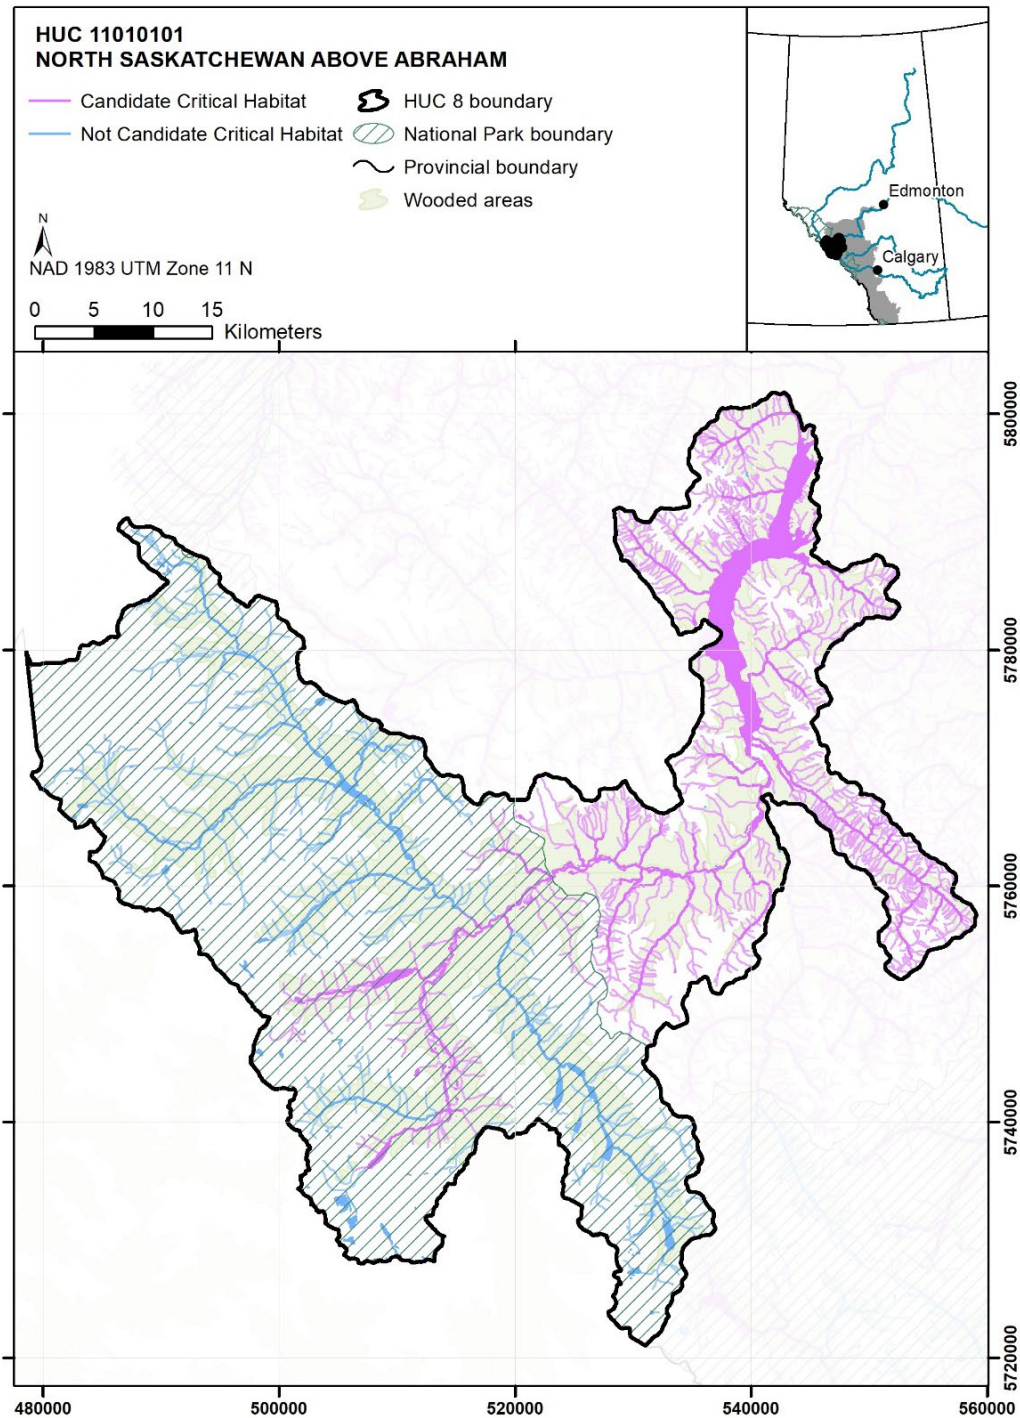 HUC 11010101
NORTH SASKATCHEWAN ABOVE ABRAHAM
Candidate Critical Habitat
Not Candidate Critical Habitat
HUC 8 boundary
National Park boundary
Provincial boundary
Wooded areas
N
NAD 1983 UTM Zone 11 N
0 5 10 15
Kilometers
Edmonton
Calgary
5800000
5780000
5760000
5740000
5720000
480000 500000 520000 540000 560000